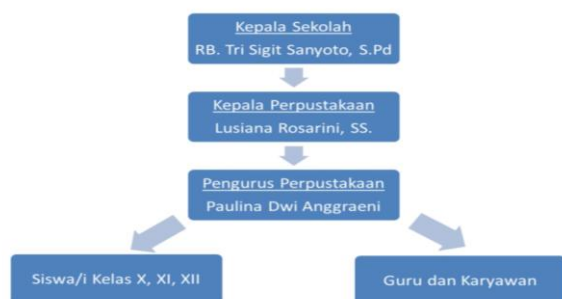 Kepala Sekolah
RB. Tri Sigit Sanyoto, S.Pd
Kepala Perpustakaan
Lusiana Rosarini, SS.
Pengurus Perpustakaan
Paulina Dwi Anggraeni
Siswa/i Kelas X, XI, XII
Guru dan Karyawan